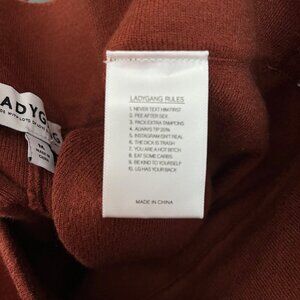 LADYGANG
LADYGANG RULES
1. NEVER TEXT HIM FIRST
2. PEE AFTER SEX
3. PACK EXTRA TAMPONS
4. ALWAYS TIP 20%
5. INSTAGRAM ISN'T REAL
6. THE DICK IS TRASH
7. YOU ARE A HOT BITCH
8. EAT SOME CARBS
9. BE KIND TO YOURSELF
10. LG HAS YOUR BACK
MADE IN CHINA